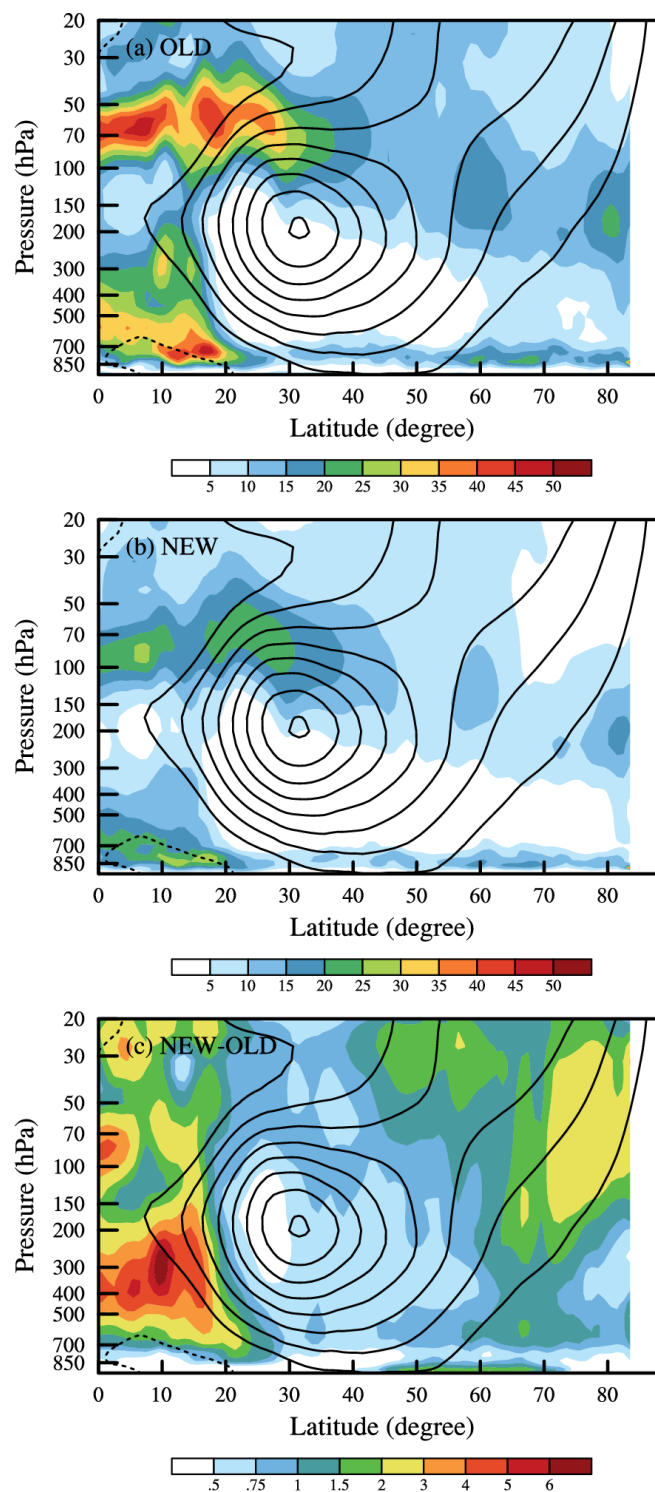 20
30
50
70
100
150
200
300
400
500
700
850
Pressure (hPa)
(a) OLD
0 10 20 30 40 50 60 70 80
Latitude (degree)
5 10 15 20 25 30 35 40 45 50
20
30
50
70
100
150
200
300
400
500
700
850
Pressure (hPa)
(b) NEW
0 10 20 30 40 50 60 70 80
Latitude (degree)
5 10 15 20 25 30 35 40 45 50
20
30
50
70
100
150
200
300
400
500
700
850
Pressure (hPa)
(c) NEW-OLD
0 10 20 30 40 50 60 70 80
Latitude (degree)
.5 .75 1 1.5 2 3 4 5 6